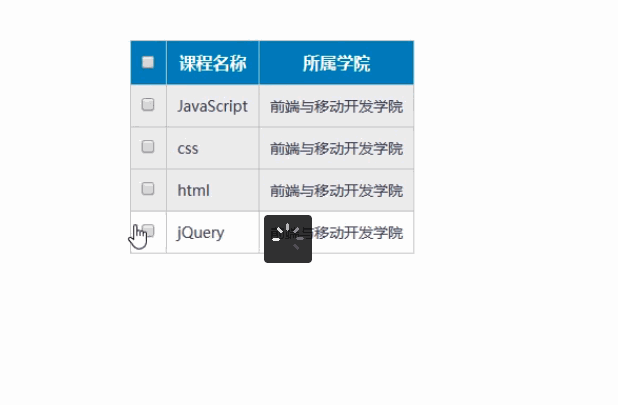 课程名称 所属学院
JavaScript 前端与移动开发学院
css 前端与移动开发学院
html 前端与移动开发学院
jQuery 与移动开发学院